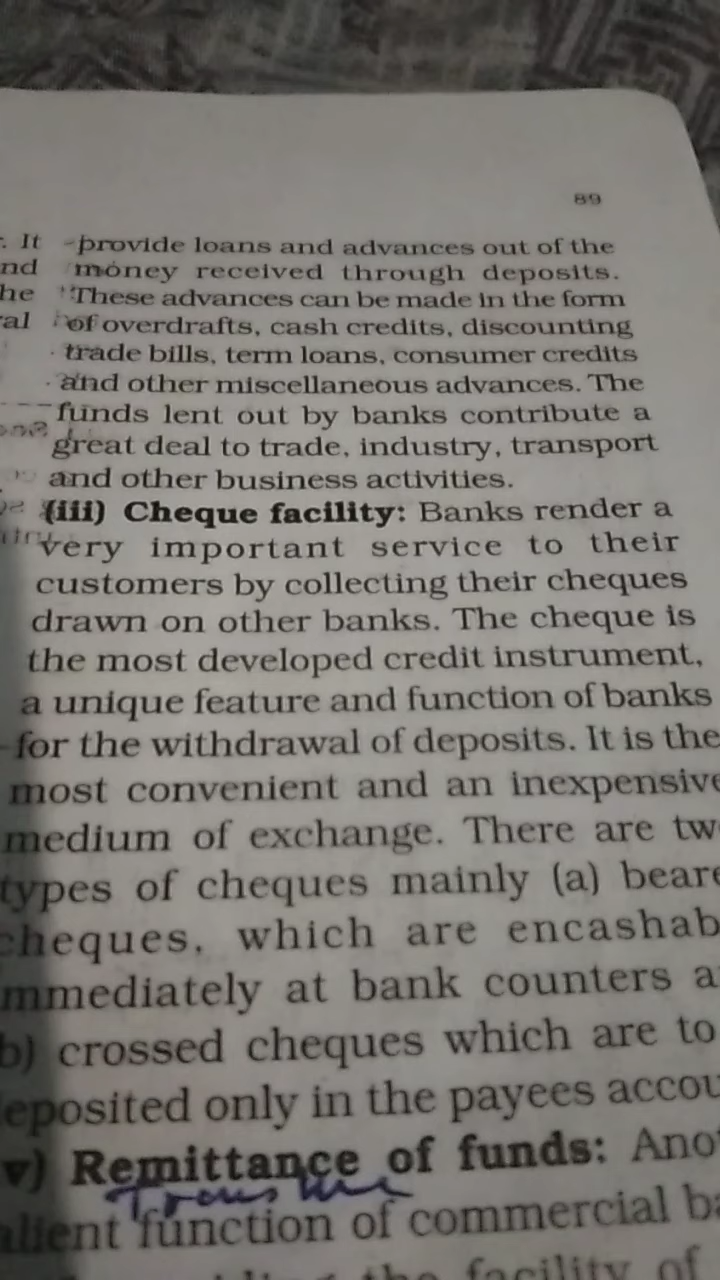 89
. It provide loans and advances out of the
nd money received through deposits.
he These advances can be made in the form
al of overdrafts, cash credits, discounting
trade bills, term loans, consumer credits
and other miscellaneous advances. The
funds lent out by banks contribute a
great deal to trade, industry, transport
and other business activities.
(iii) Cheque facility: Banks render a
very important service to their
customers by collecting their cheques
drawn on other banks. The cheque is
the most developed credit instrument,
a unique feature and function of banks
for the withdrawal of deposits. It is the
most convenient and an inexpensive
medium of exchange. There are tw
types of cheques mainly (a) beare
cheques, which are encashab
mmediately at bank counters a
b) crossed cheques which are to
eposited only in the payees accou
v) Remittance of funds: Ano
alient function of commercial ba
the facility of